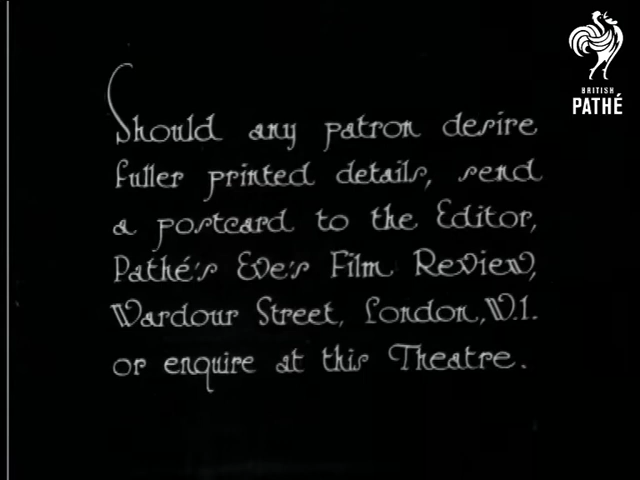 BRITISH
PATHÉ
Should any patron desire
fuller printed details, send
a postcard to the Editor,
Pathé's Eve's Film Review,
Wardour Street, London, W.1.
or enquire at this Theatre.